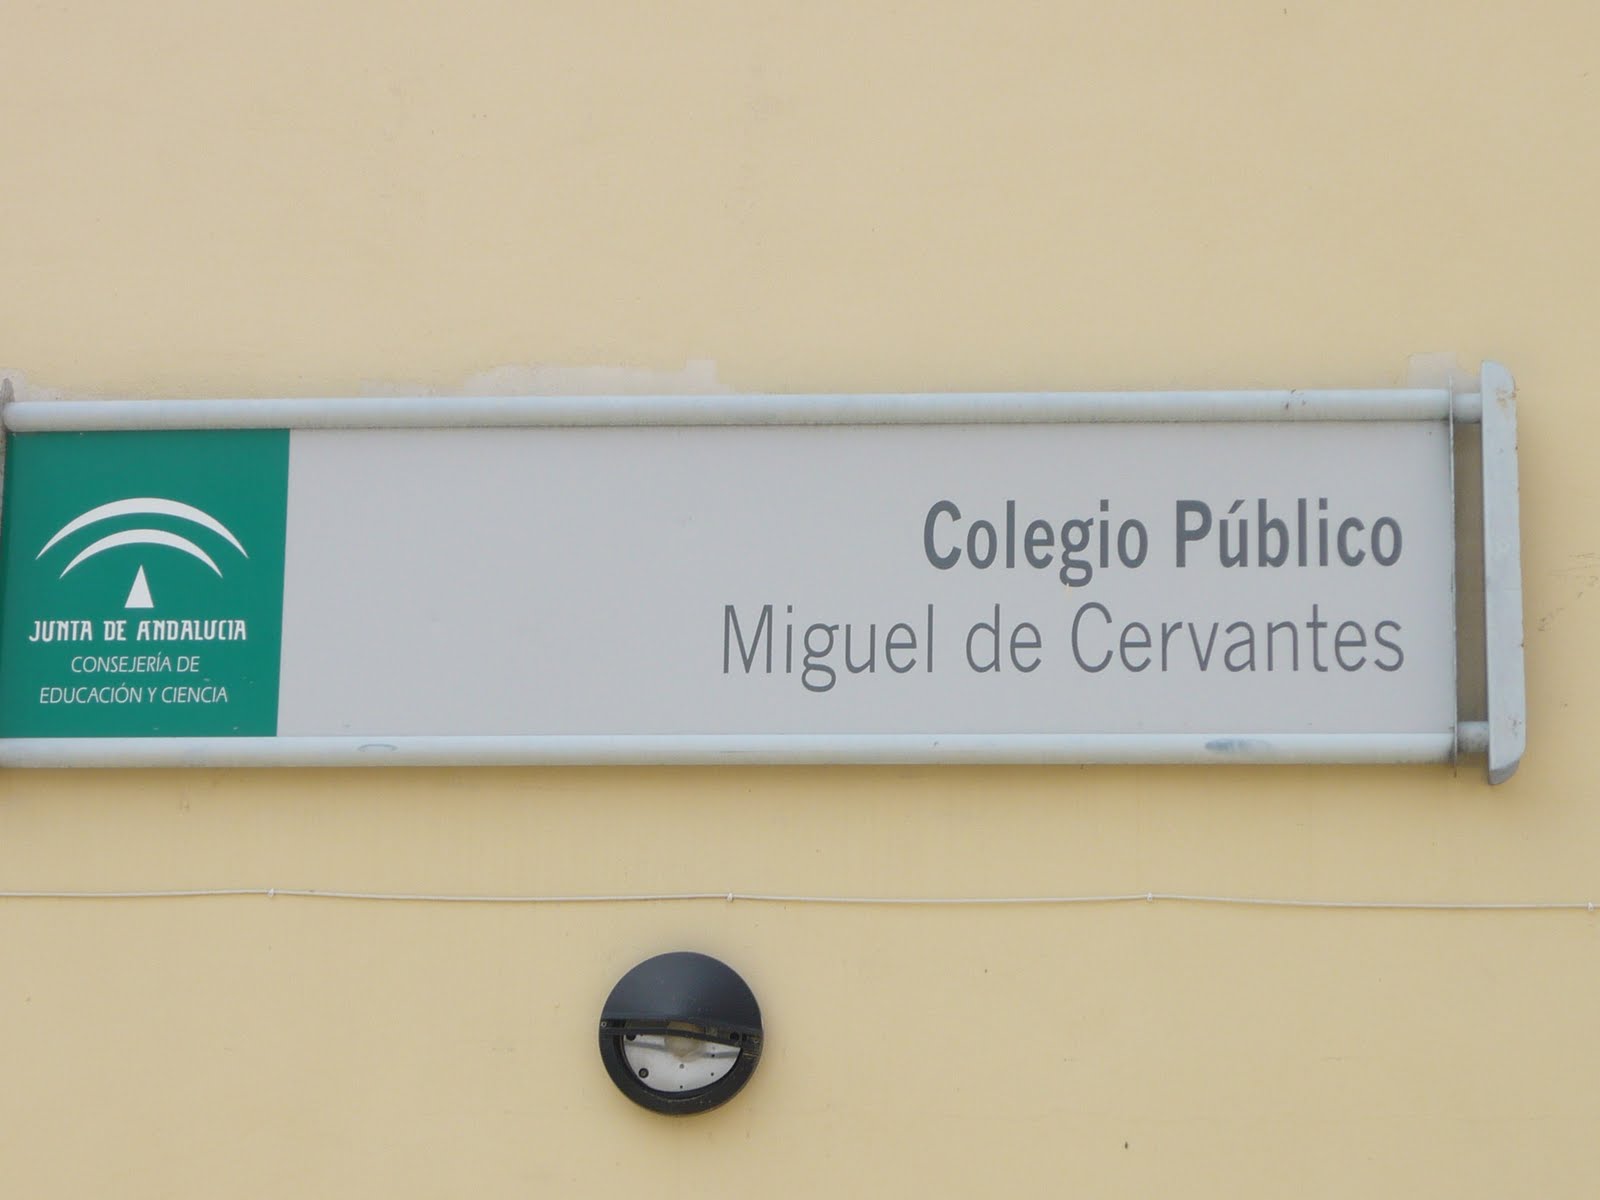 JUNTA DE ANDALUCIA
CONSEJERÍA DE
EDUCACIÓN Y CIENCIA
Colegio Público
Miguel de Cervantes